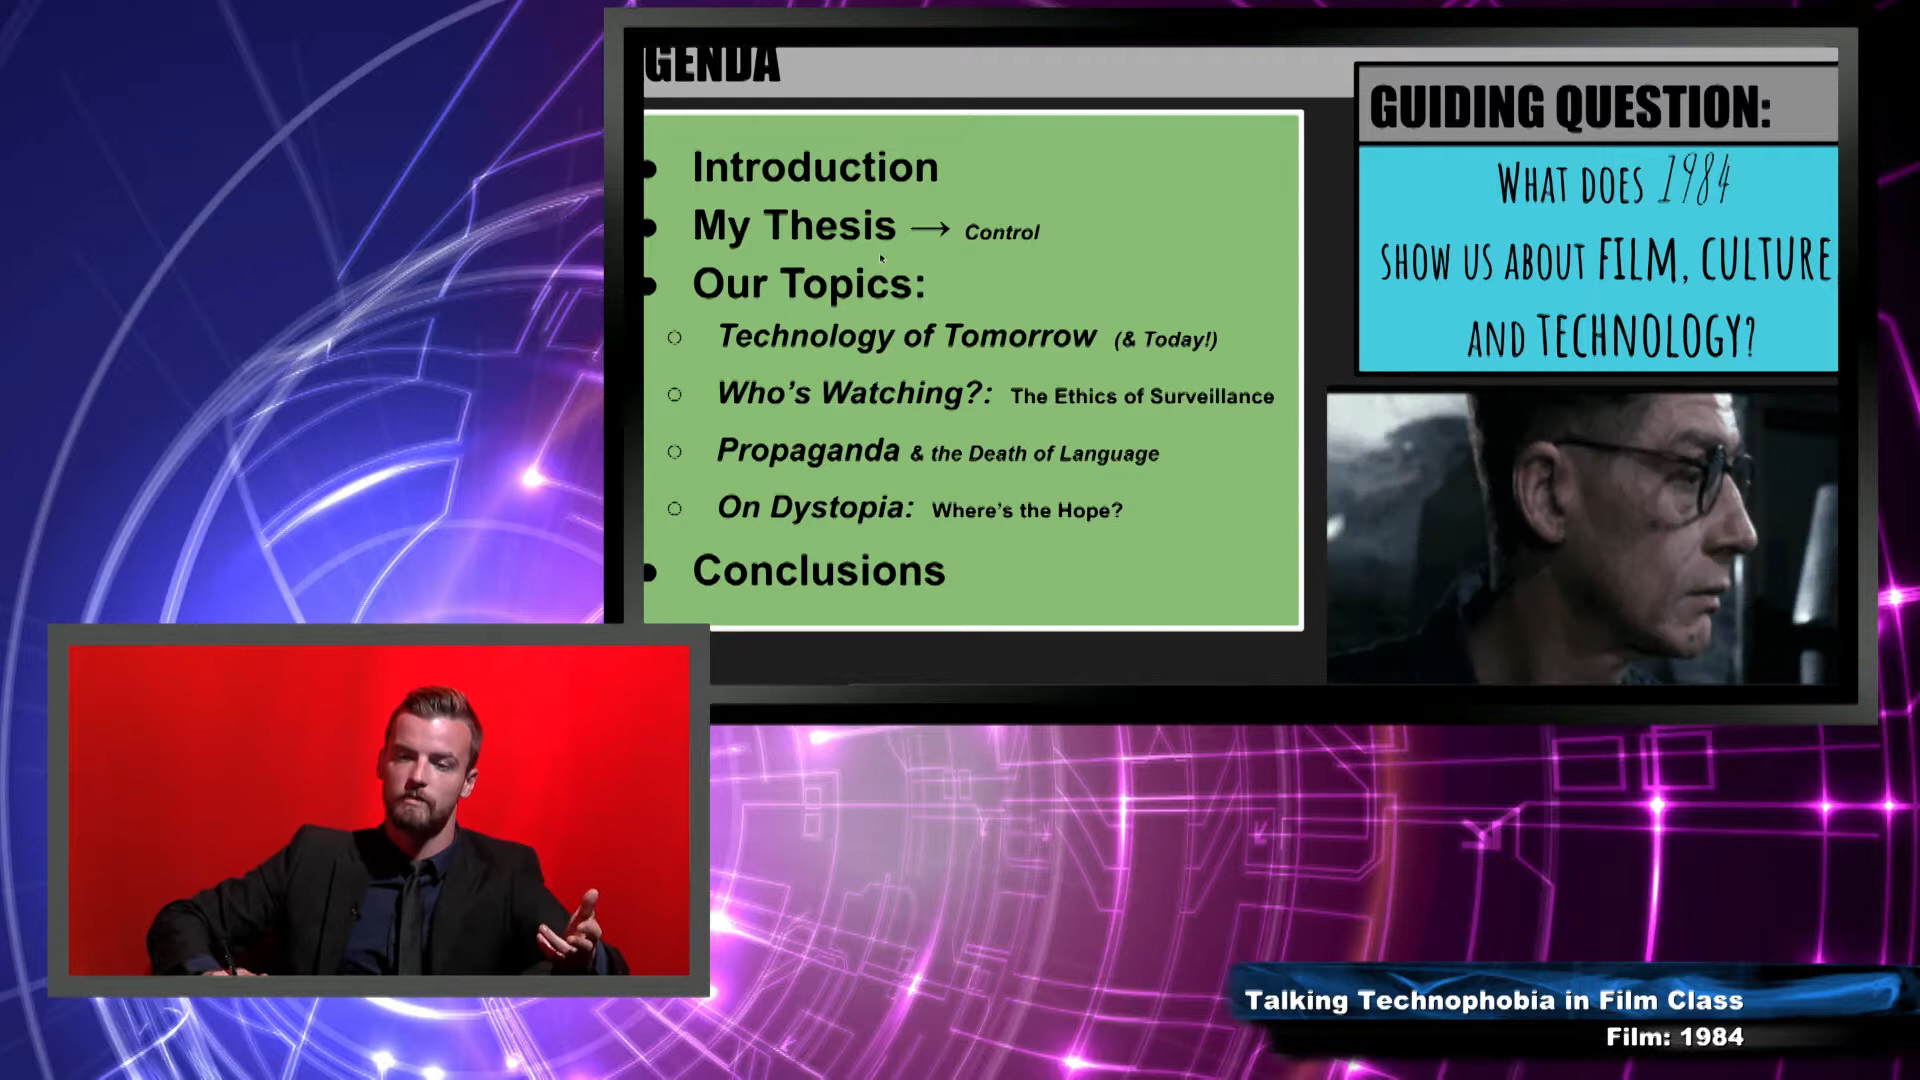 GENDA
Introduction
My Thesis → Control
Our Topics:
Technology of Tomorrow (& Today!)
Who's Watching?: The Ethics of Surveillance
Propaganda & the Death of Language
On Dystopia: Where's the Hope?
Conclusions
GUIDING QUESTION:
WHAT DOES 1984
SHOW US ABOUT FILM, CULTURE
AND TECHNOLOGY?
Talking Technophobia in Film Class
Film: 1984